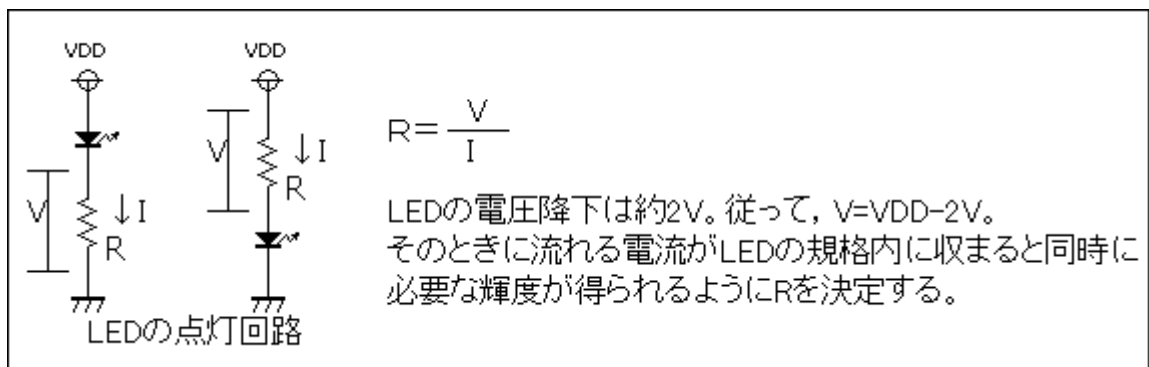 VDD
V
↓I
R
VDD
V
↓I
R
LEDの点灯回路
R=V/I
LEDの電圧降下は約2V。従って，V=VDD-2V。
そのときに流れる電流がLEDの規格内に収まると同時に
必要な輝度が得られるようにRを決定する。